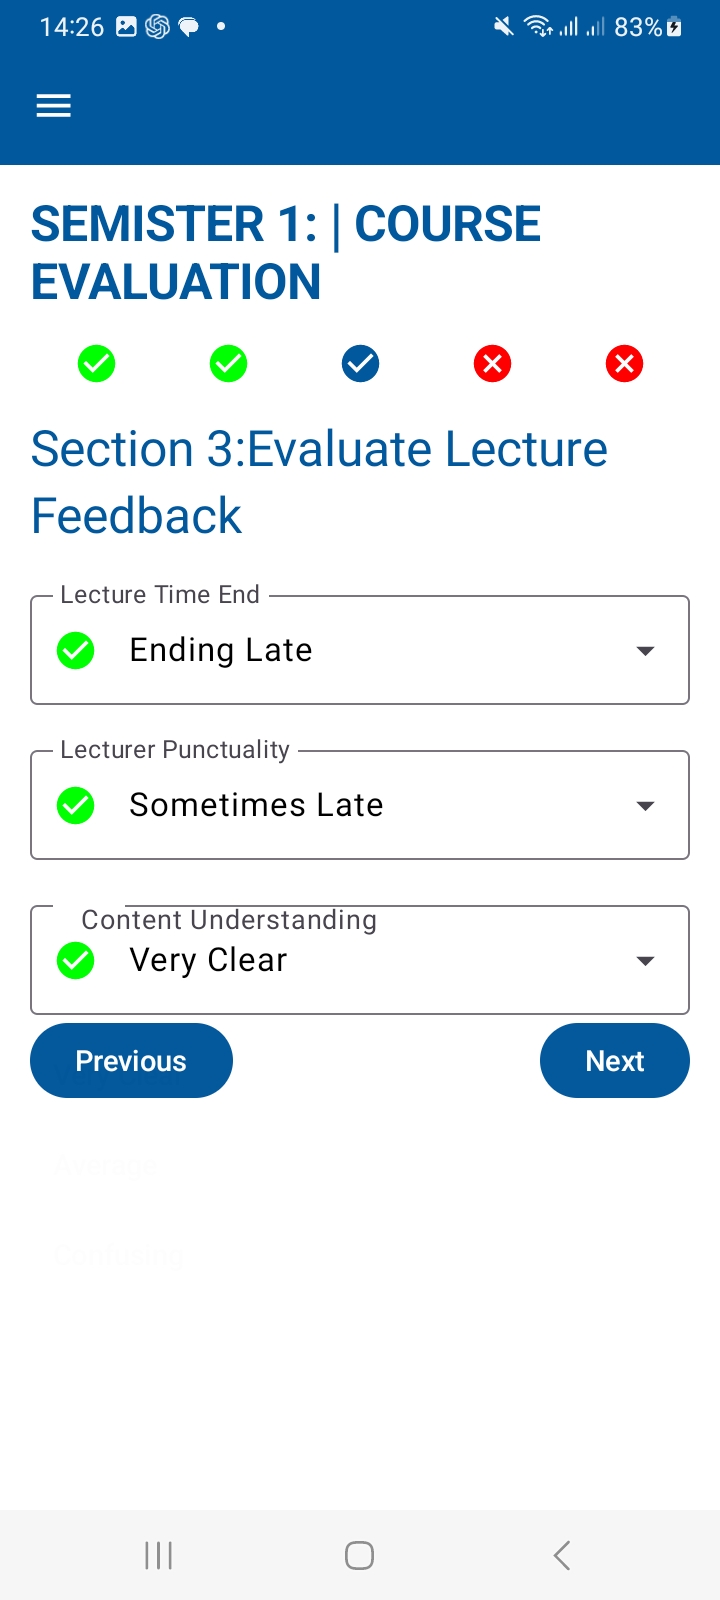 14:26
83%
SEMISTER 1: | COURSE
EVALUATION
Section 3:Evaluate Lecture
Feedback
Lecture Time End
Ending Late
Lecturer Punctuality
Sometimes Late
Content Understanding
Very Clear
Previous
Next
Average
Confusing